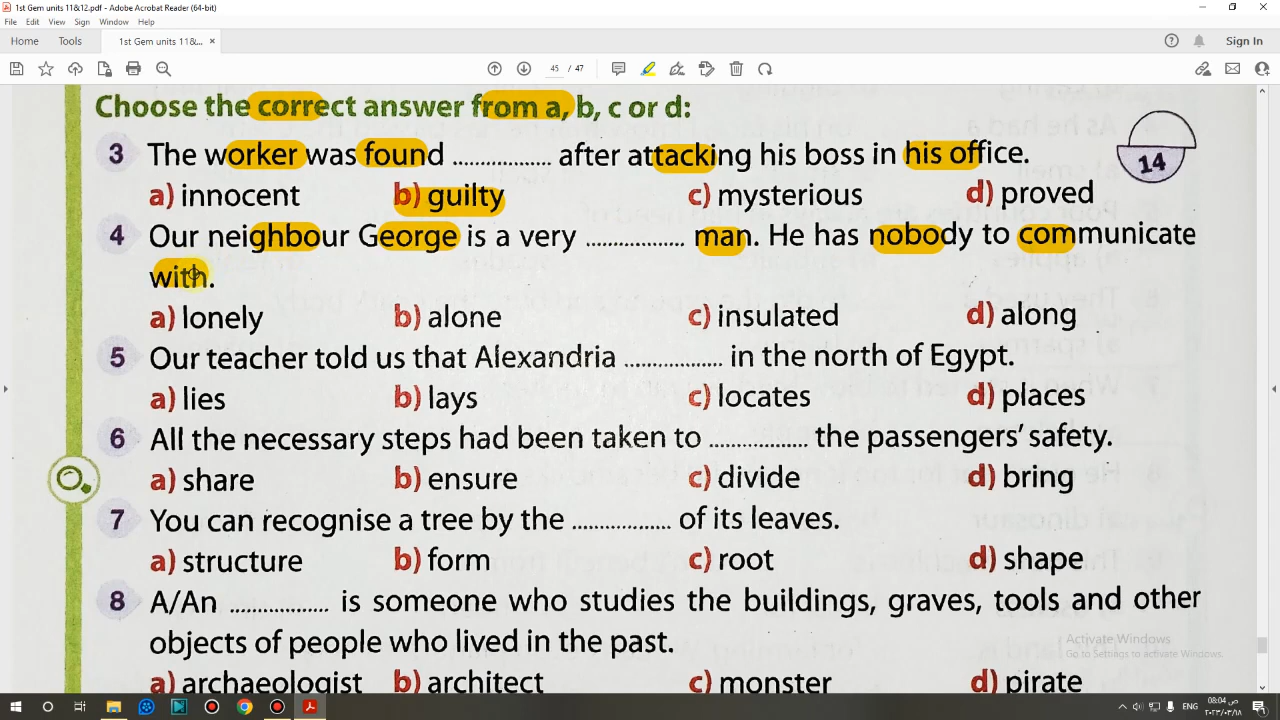 1st Gem units 11&12.pdf - Adobe Acrobat Reader (64-bit)
File Edit View Sign Window Help
Home Tools 1st Gem units 11&... × Sign In
45 / 47
Choose the correct answer from a, b, c or d:
14
3 The worker was found .................. after attacking his boss in his office.
a) innocent b) guilty c) mysterious d) proved
4 Our neighbour George is a very .................. man. He has nobody to communicate
with.
a) lonely b) alone c) insulated d) along
5 Our teacher told us that Alexandria .................. in the north of Egypt.
a) lies b) lays c) locates d) places
6 All the necessary steps had been taken to .................. the passengers' safety.
a) share b) ensure c) divide d) bring
7 You can recognise a tree by the .................. of its leaves.
a) structure b) form c) root d) shape
8 A/An .................. is someone who studies the buildings, graves, tools and other
objects of people who lived in the past.
a) archaeologist b) architect c) monster d) pirate
Activate Windows
Go to Settings to activate Windows.
ENG 08:04 ص
٢٠٢٣/٠٣/١٨